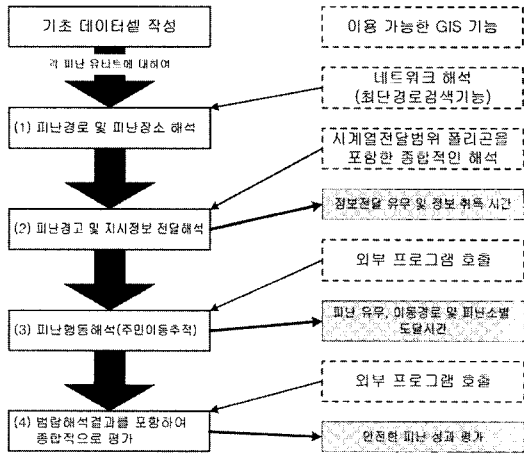 기초 데이터셑 작성
이용 가능한 GIS 기능
각 피난 유니트에 대하여
네트워크 해석
(최단경로검색기능)
(1) 피난경로 및 피난장소 해석
시계열전달범위 폴리곤을
포함한 종합적인 해석
정보전달 유무 및 정보 취득 시간
(2) 피난경고 및 지시정보 전달해석
외부 프로그램 호출
(3) 피난행동해석(주민이동추적)
피난 유무, 이동경로 및 피난소별
도달시간
외부 프로그램 호출
(4) 범람해석결과를 포함하여
종합적으로 평가
안전한 피난 성과 평가